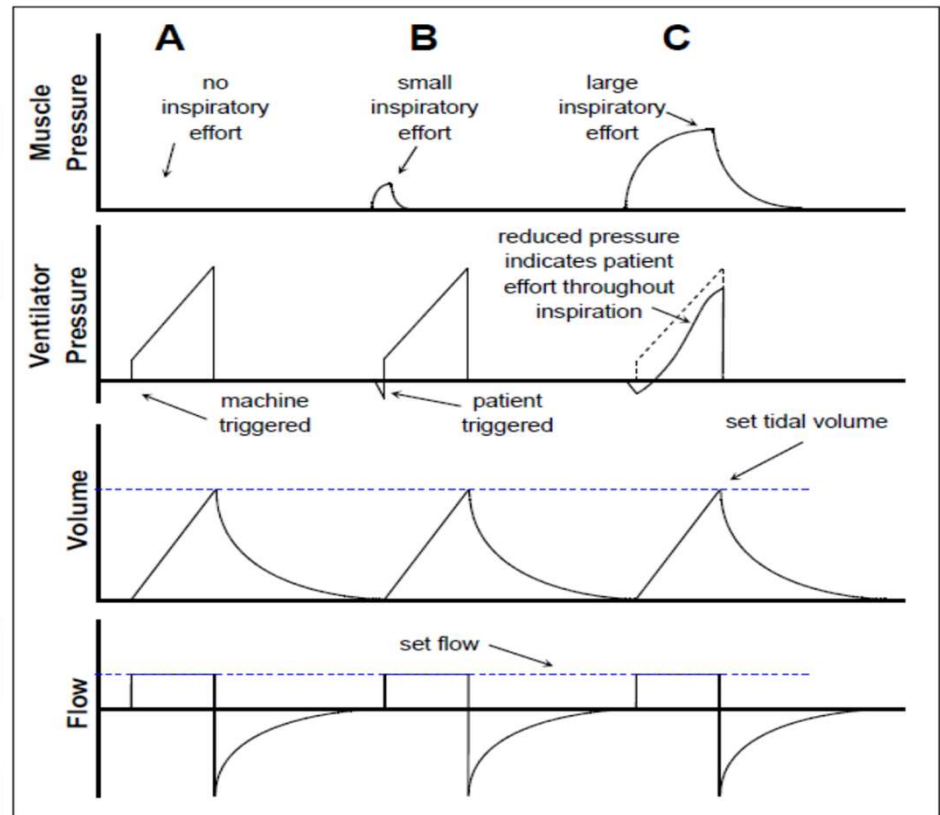 A
B
C
Muscle
Pressure
no
inspiratory
effort
small
inspiratory
effort
large
inspiratory
effort
Ventilator
Pressure
reduced pressure
indicates patient
effort throughout
inspiration
machine
triggered
patient
triggered
Volume
set tidal volume
Flow
set flow